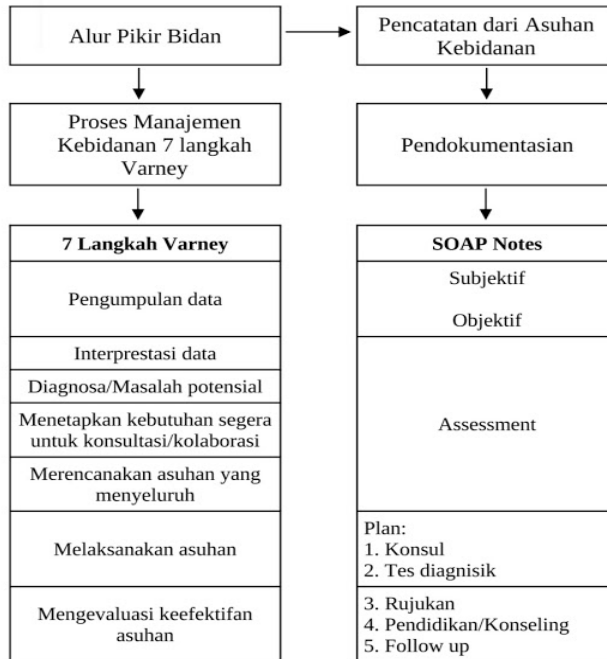 Alur Pikir Bidan
Pencatatan dari Asuhan
Kebidanan
Proses Manajemen
Kebidanan 7 langkah
Varney
Pendokumentasian
7 Langkah Varney
SOAP Notes
Pengumpulan data
Subjektif
Objektif
Interprestasi data
Diagnosa/Masalah potensial
Menetapkan kebutuhan segera
untuk konsultasi/kolaborasi
Merencanakan asuhan yang
menyeluruh
Assessment
Melaksanakan asuhan
Plan:
1. Konsul
2. Tes diagnisik
Mengevaluasi keefektifan
asuhan
3. Rujukan
4. Pendidikan/Konseling
5. Follow up